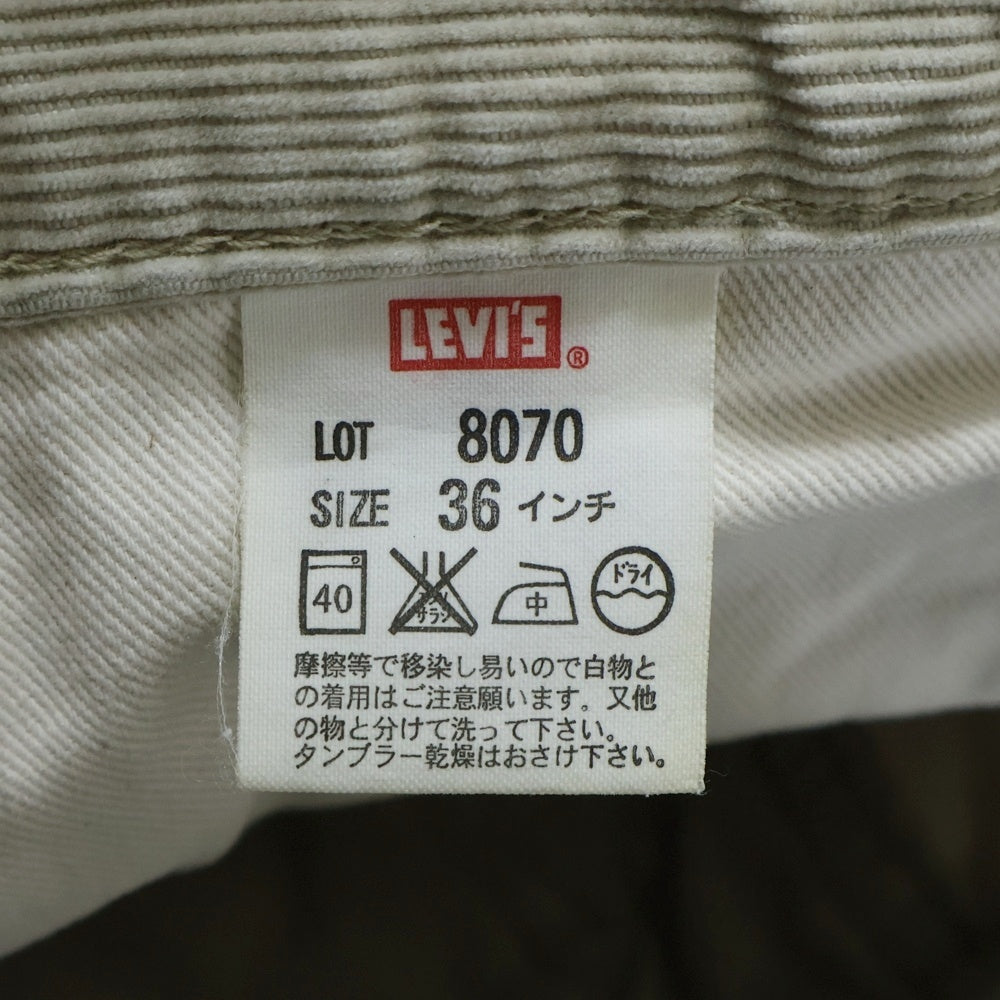 LEVI'S®
LOT 8070
SIZE 36 インチ
40 サラシ 中 ドライ
摩擦等で移染し易いので白物と
の着用はご注意願います。又他
の物と分けて洗って下さい。
タンブラー乾燥はおさけ下さい。